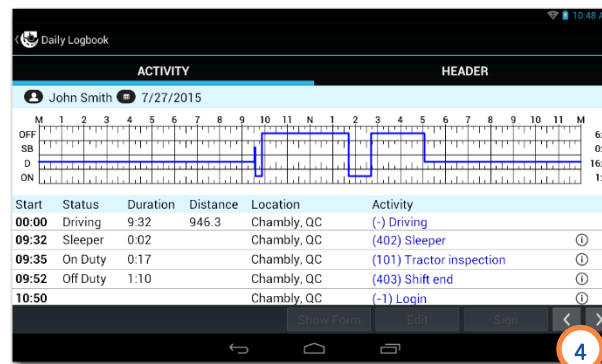 10:48 A
Daily Logbook
ACTIVITY HEADER
John Smith 7/27/2015
M 1 2 3 4 5 6 7 8 9 10 11 N 1 2 3 4 5 6 7 8 9 10 11 M
OFF 6:
SB 0:
D 16:
ON 1:
Start Status Duration Distance Location Activity
00:00 Driving 9:32 946.3 Chambly, QC (-) Driving
09:32 Sleeper 0:02 Chambly, QC (402) Sleeper
09:35 On Duty 0:17 Chambly, QC (101) Tractor inspection
09:52 Off Duty 1:10 Chambly, QC (403) Shift end
10:50 Chambly, QC (-1) Login
Show Form Edit Sign
4